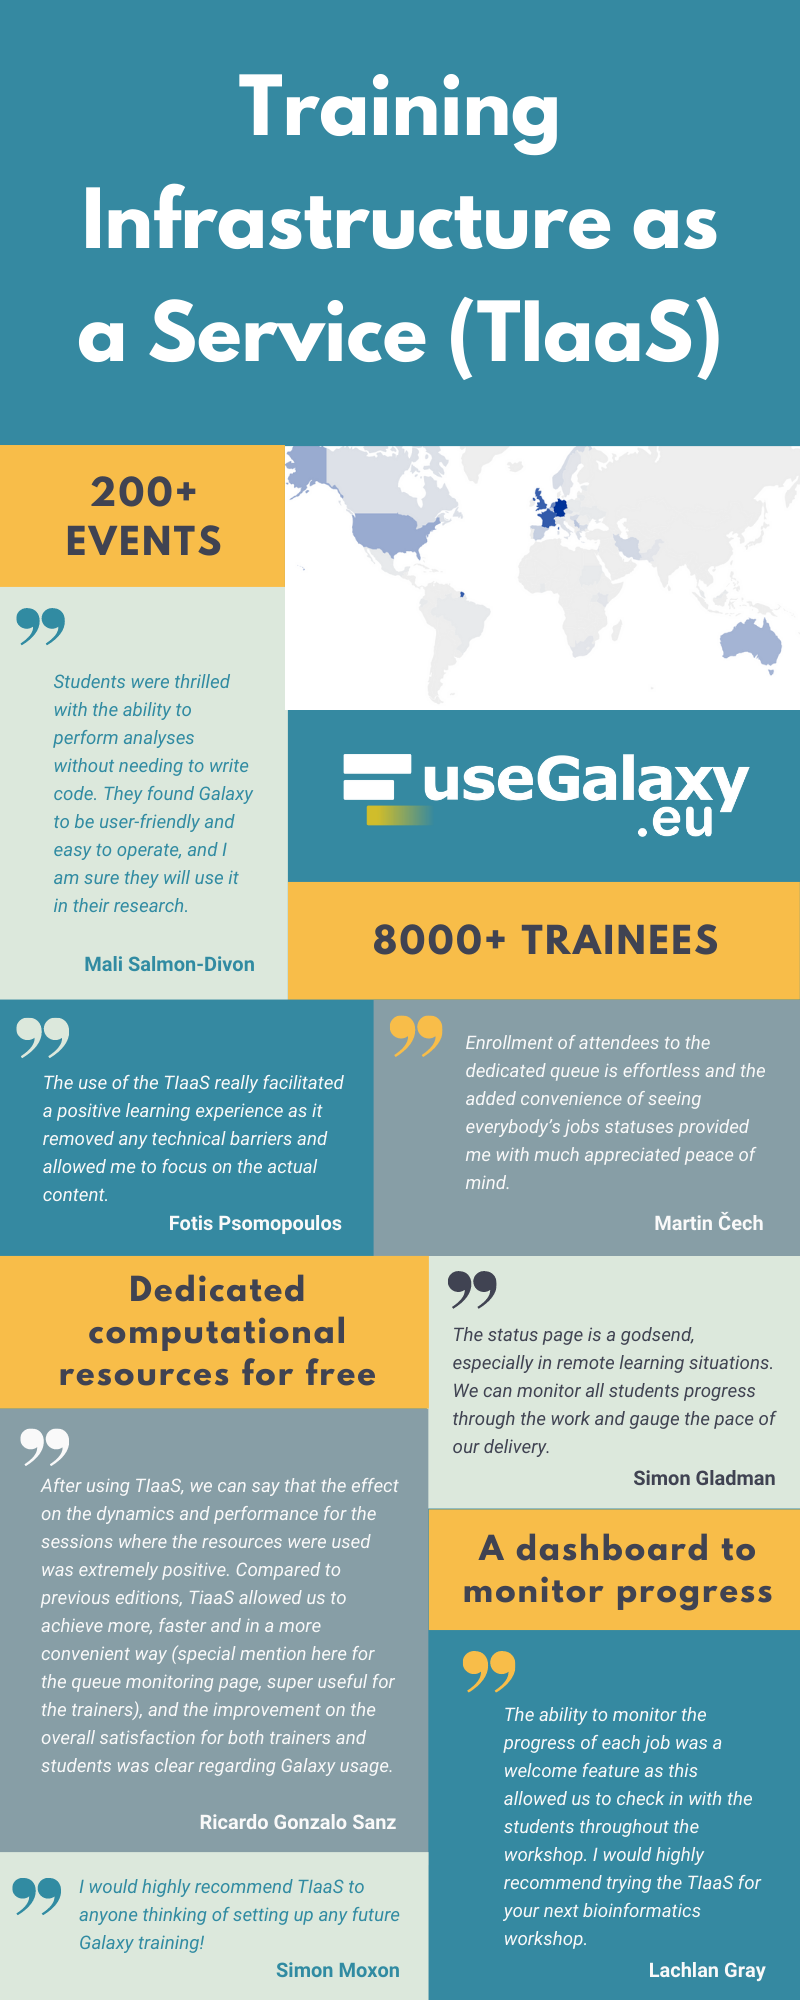 Training
Infrastructure as
a Service (TIaaS)
200+
EVENTS
Students were thrilled
with the ability to
perform analyses
without needing to write
code. They found Galaxy
to be user-friendly and
easy to operate, and I
am sure they will use it
in their research.
Mali Salmon-Divon
useGalaxy
.eu
8000+ TRAINEES
The use of the TIaaS really facilitated
a positive learning experience as it
removed any technical barriers and
allowed me to focus on the actual
content.
Fotis Psomopoulos
Enrollment of attendees to the
dedicated queue is effortless and the
added convenience of seeing
everybody's jobs statuses provided
me with much appreciated peace of
mind.
Martin Čech
Dedicated
computational
resources for free
The status page is a godsend,
especially in remote learning situations.
We can monitor all students progress
through the work and gauge the pace of
our delivery.
Simon Gladman
After using TIaaS, we can say that the effect
on the dynamics and performance for the
sessions where the resources were used
was extremely positive. Compared to
previous editions, TiaaS allowed us to
achieve more, faster and in a more
convenient way (special mention here for
the queue monitoring page, super useful for
the trainers), and the improvement on the
overall satisfaction for both trainers and
students was clear regarding Galaxy usage.
Ricardo Gonzalo Sanz
A dashboard to
monitor progress
The ability to monitor the
progress of each job was a
welcome feature as this
allowed us to check in with the
students throughout the
workshop. I would highly
recommend trying the TIaaS for
your next bioinformatics
workshop.
Lachlan Gray
I would highly recommend TIaaS to
anyone thinking of setting up any future
Galaxy training!
Simon Moxon